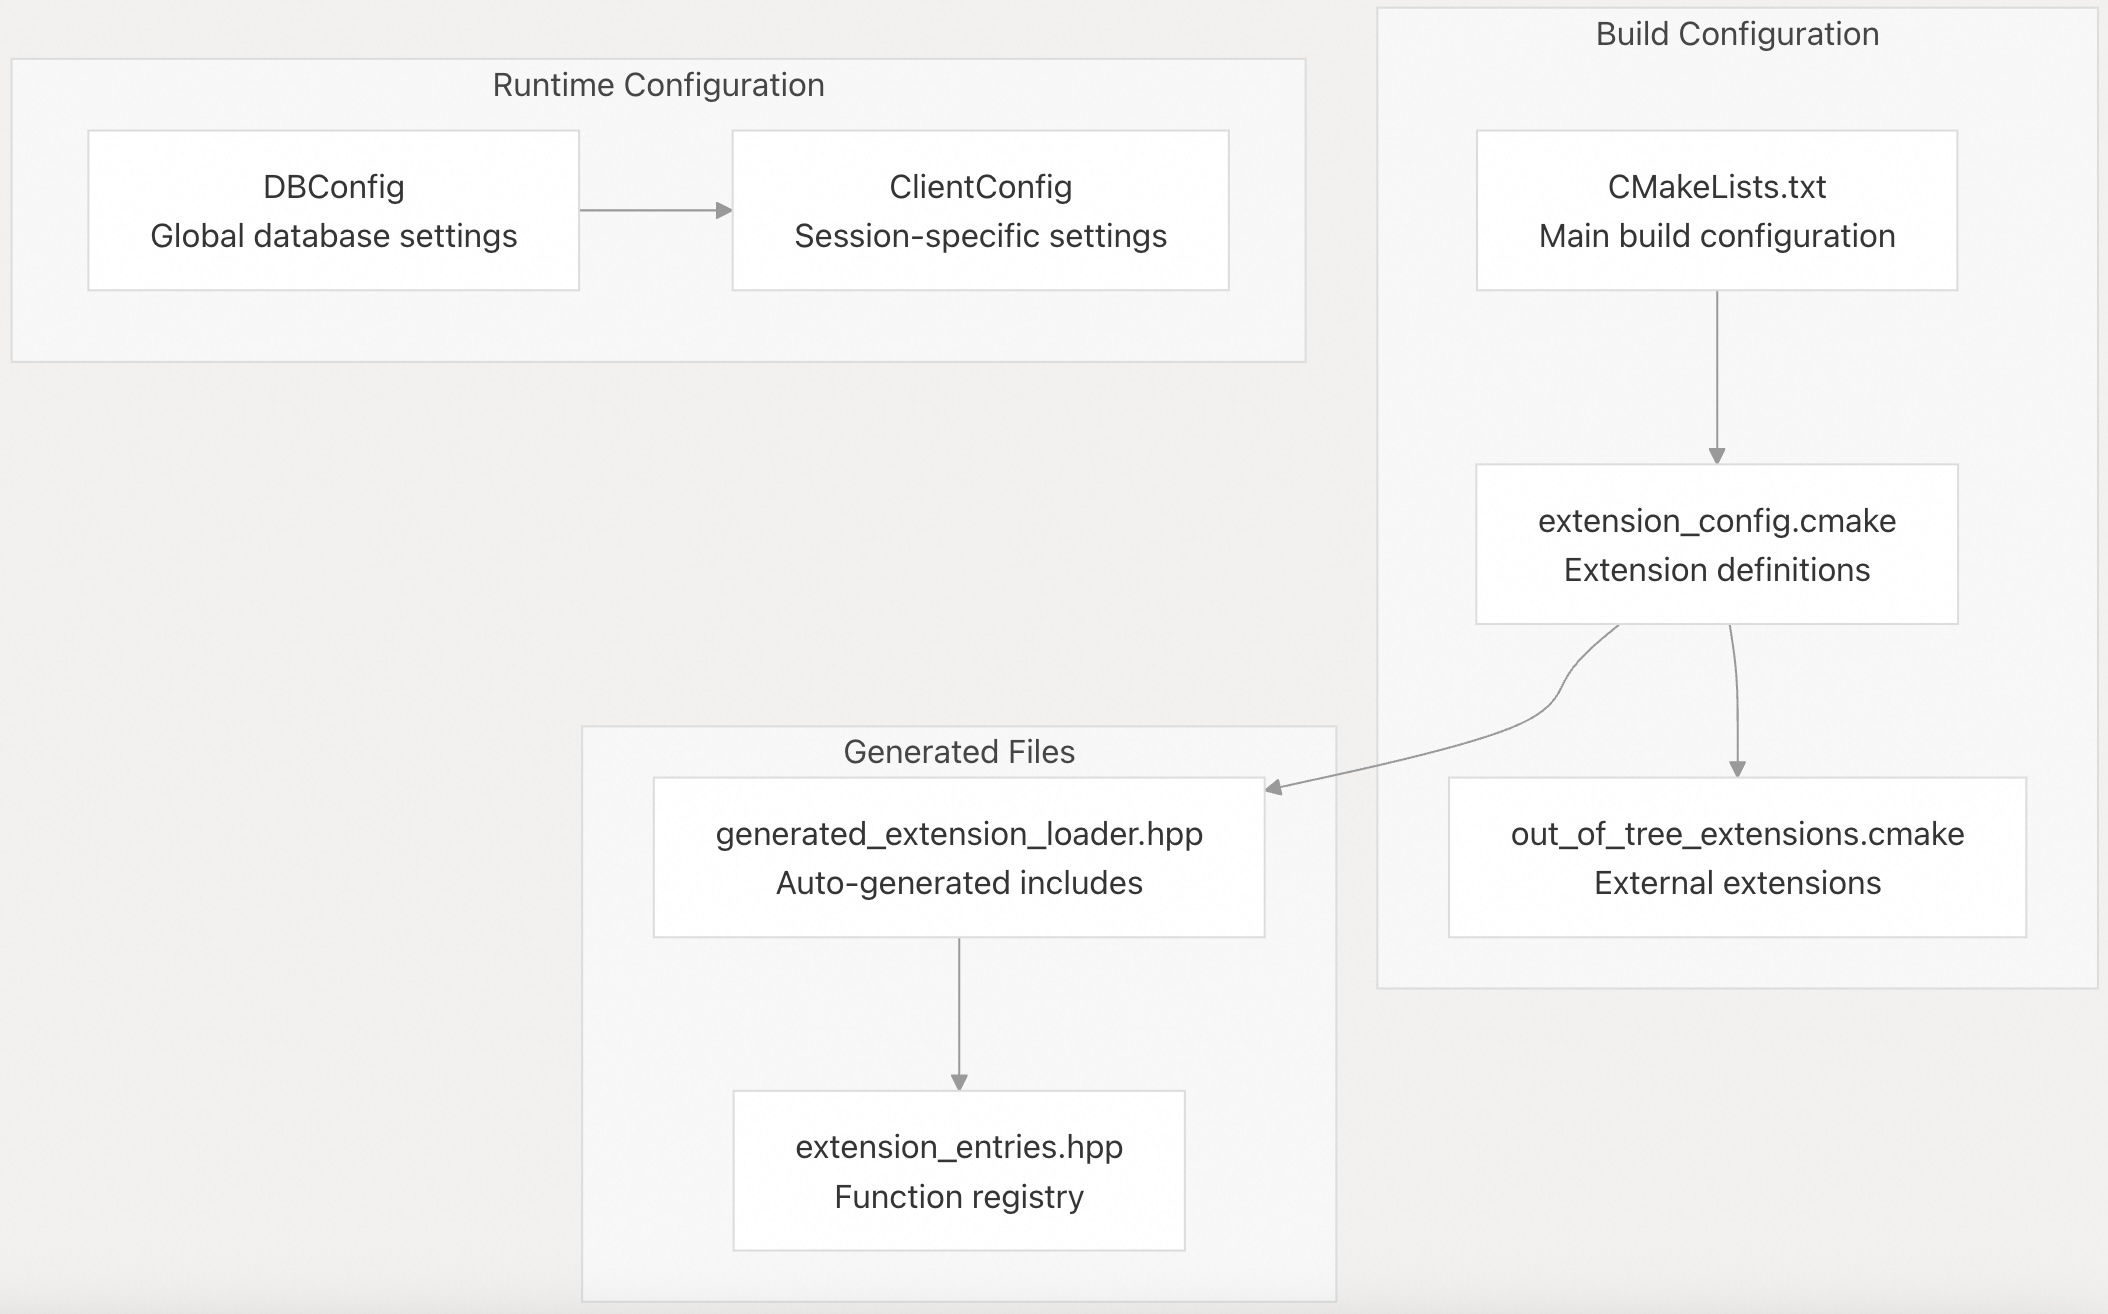 Runtime Configuration
DBConfig
Global database settings
ClientConfig
Session-specific settings
Build Configuration
CMakeLists.txt
Main build configuration
extension_config.cmake
Extension definitions
out_of_tree_extensions.cmake
External extensions
Generated Files
generated_extension_loader.hpp
Auto-generated includes
extension_entries.hpp
Function registry